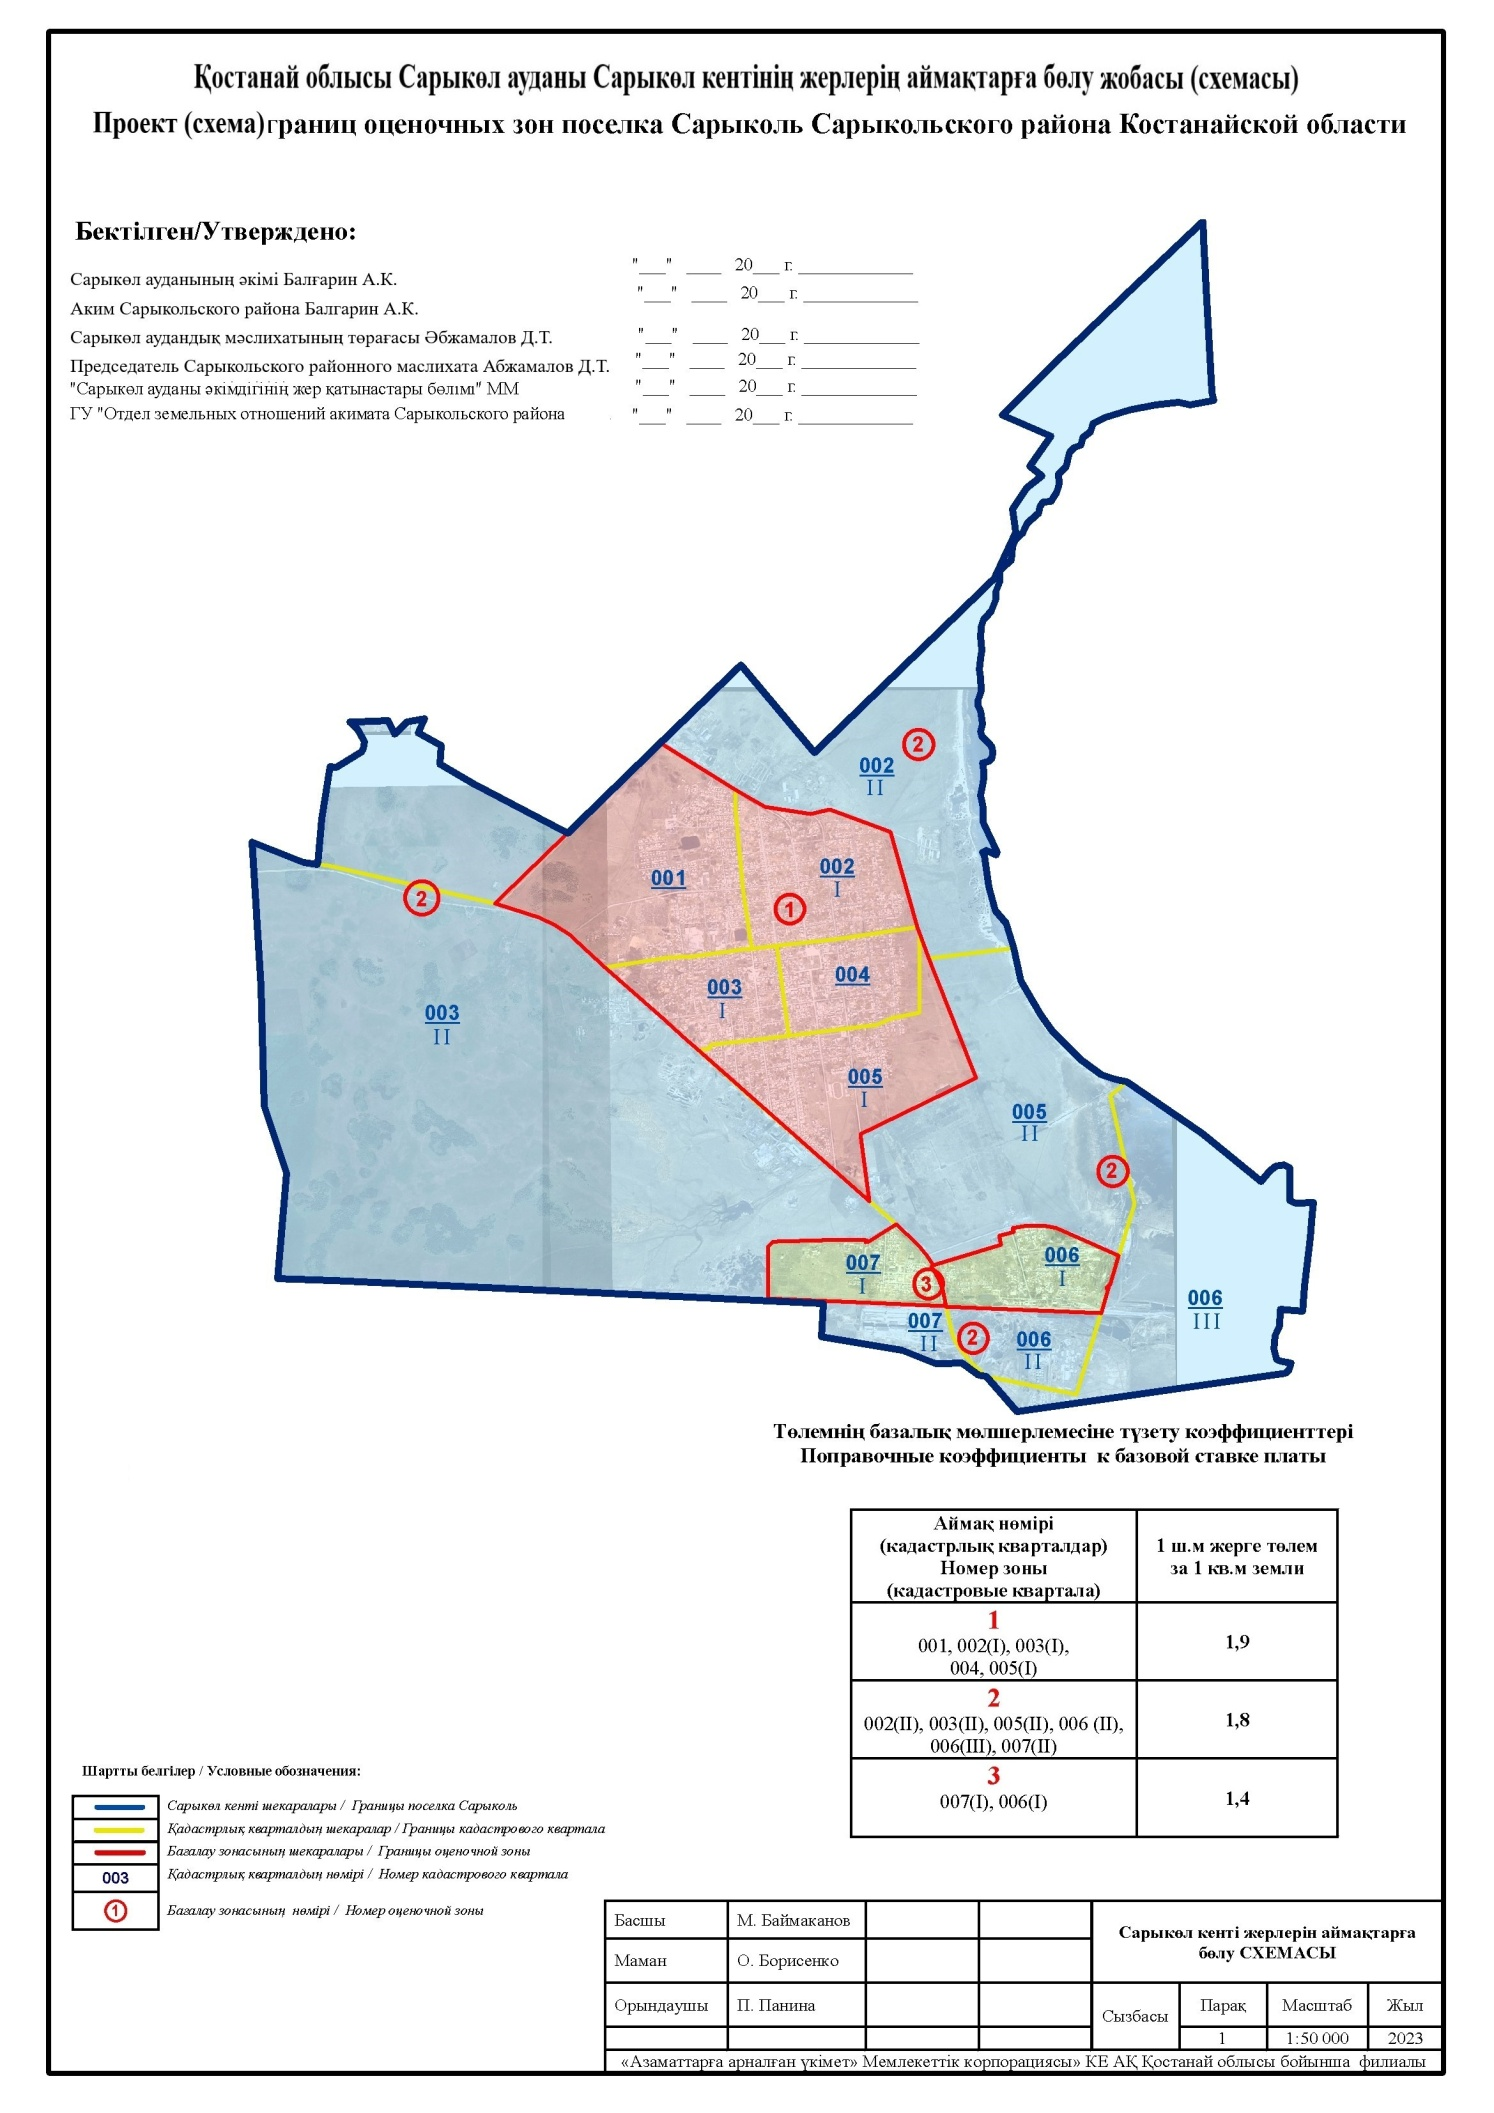 Қостанай облысы Сарыкөл ауданы Сарыкөл кентінің жерлерің аймақтарға бөлу жобасы (схемасы)
Проект (схема)границ оценочных зон поселка Сарыколь Сарыкольского района Костанайской области
Бектілген/Утверждено:
Сарыкөл ауданының әкімі Балғарин А.К. "___" ____ 20___ г. _____________
Аким Сарыкольского района Балгарин А.К. "___" ____ 20___ г. _____________
Сарыкөл аудандық мәслихатының төрағасы Әбжамалов Д.Т. "___" ____ 20___ г. _____________
Председатель Сарыкольского районного маслихата Абжамалов Д.Т. "___" ____ 20___ г. _____________
"Сарыкөл ауданы әкімдігінің жер қатынастары бөлімі" ММ "___" ____ 20___ г. _____________
ГУ "Отдел земельных отношений акимата Сарыкольского района "___" ____ 20___ г. _____________
2
002
II
001
002
I
2
1
003
I
004
003
II
005
I
005
II
2
007
I
006
I
3
006
III
007
II
2
006
II
Төлемнің базалық мөлшерлемесіне түзету коэффициенттері
Поправочные коэффициенты к базовой ставке платы
Аймақ нөмірі
(кадастрлық кварталдар)
Номер зоны
(кадастровые квартала)
1 ш.м жерге төлем
за 1 кв.м земли
1
001, 002(I), 003(I),
004, 005(I)
1,9
2
002(II), 003(II), 005(II), 006 (II),
006(III), 007(II)
1,8
3
007(I), 006(I)
1,4
Шартты белгілер / Условные обозначения:
Сарыкөл кенті шекаралары / Границы поселка Сарыколь
Қадастрлық кварталдың шекаралар / Границы кадастрового квартала
Бағалау зонасының шекаралары / Границы оценочной зоны
003 Қадастрлық кварталдың нөмірі / Номер кадастрового квартала
1 Бағалау зонасының нөмірі / Номер оценочной зоны
Басшы М. Баймаканов
Маман О. Борисенко
Орындаушы П. Панина
Сарыкөл кенті жерлерін аймақтарға
бөлу СХЕМАСЫ
Сызбасы Парақ Масштаб Жыл
1 1:50 000 2023
«Азаматтарға арналған үкімет» Мемлекеттік корпорациясы» КЕ АҚ Қостанай облысы бойынша филиалы